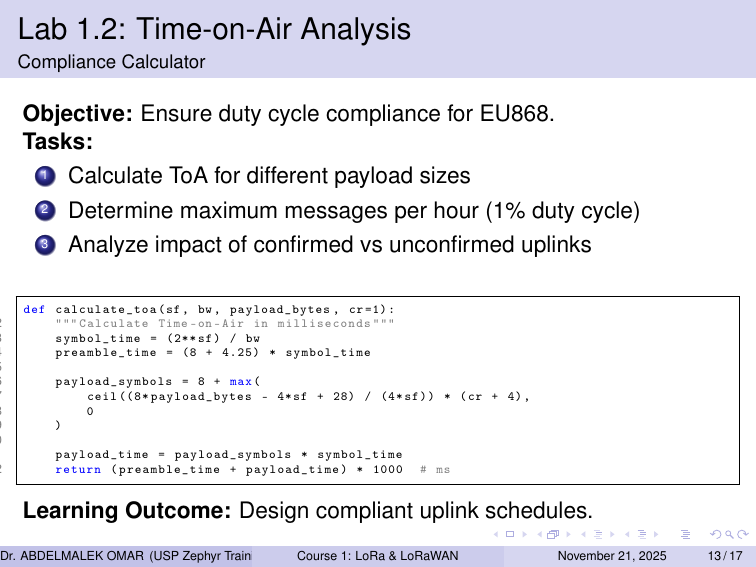 Lab 1.2: Time-on-Air Analysis
Compliance Calculator
Objective: Ensure duty cycle compliance for EU868.
Tasks:
1 Calculate ToA for different payload sizes
2 Determine maximum messages per hour (1% duty cycle)
3 Analyze impact of confirmed vs unconfirmed uplinks
def calculate_toa(sf, bw, payload_bytes, cr=1):
"""Calculate Time-on-Air in milliseconds"""
symbol_time = (2**sf) / bw
preamble_time = (8 + 4.25) * symbol_time
payload_symbols = 8 + max(
ceil((8*payload_bytes - 4*sf + 28) / (4*sf)) * (cr + 4),
0
)
payload_time = payload_symbols * symbol_time
return (preamble_time + payload_time) * 1000 # ms
Learning Outcome: Design compliant uplink schedules.
Dr. ABDELMALEK OMAR (USP Zephyr Train Course 1: LoRa & LoRaWAN November 21, 2025 13 / 17